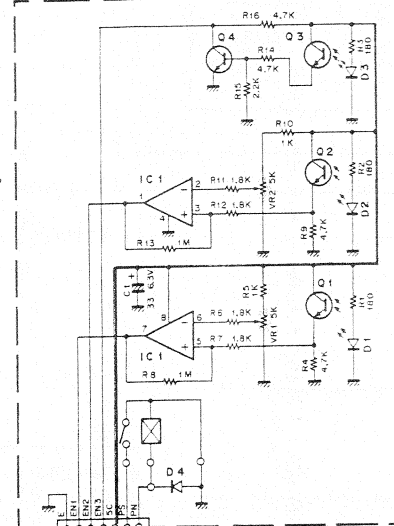 R16 4.7K
Q4
R14
4.7K
Q3
R3
180
D3
R15
2.2K
R10
1K
Q2
IC1
1
2
3
4
R11 1.8K
R12 1.8K
VR2 5K
R2
180
D2
R9
4.7K
R13 1M
C1 +
33 6.3V
R5
1K
Q1
7
8
6
5
R6 1.8K
R7 1.8K
VR1 5K
R1
180
D1
IC1
R4
4.7K
R8 1M
D4
E
EN1
EN2
EN3
5C
PS
PN